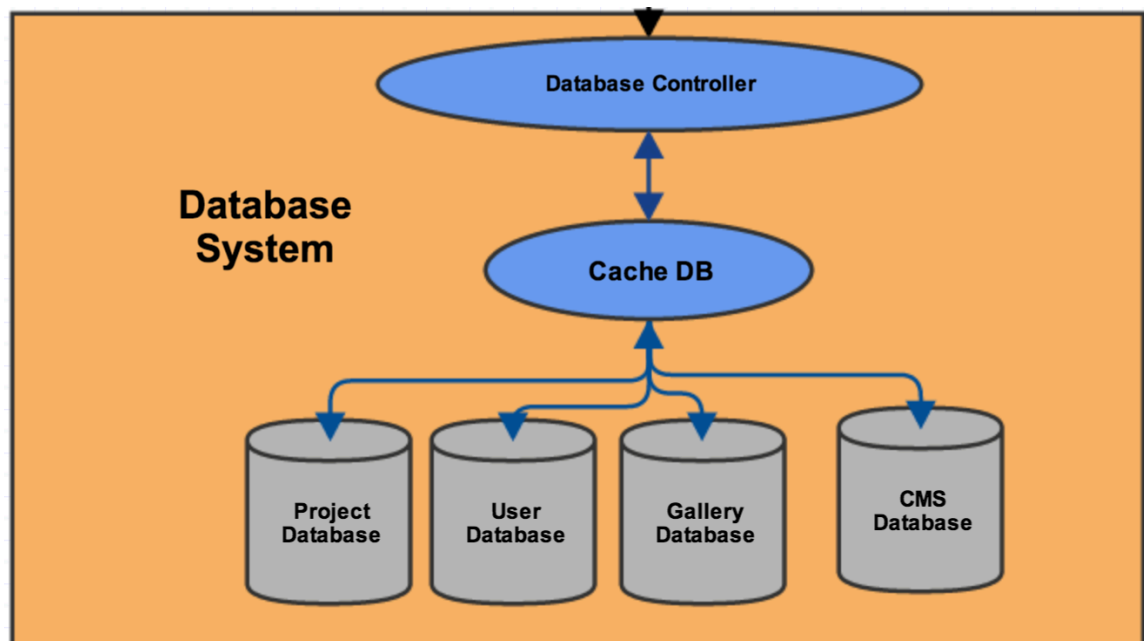 Database Controller
Database
System
Cache DB
Project
Database
User
Database
Gallery
Database
CMS
Database